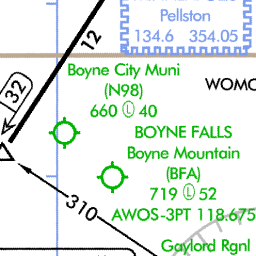 Pellston
134.6 354.05
12
Boyne City Muni
(N98)
660 Ⓛ 40
32
BOYNE FALLS
Boyne Mountain
(BFA)
719 Ⓛ 52
AWOS-3PT 118.675
310
Gaylord Rgnl